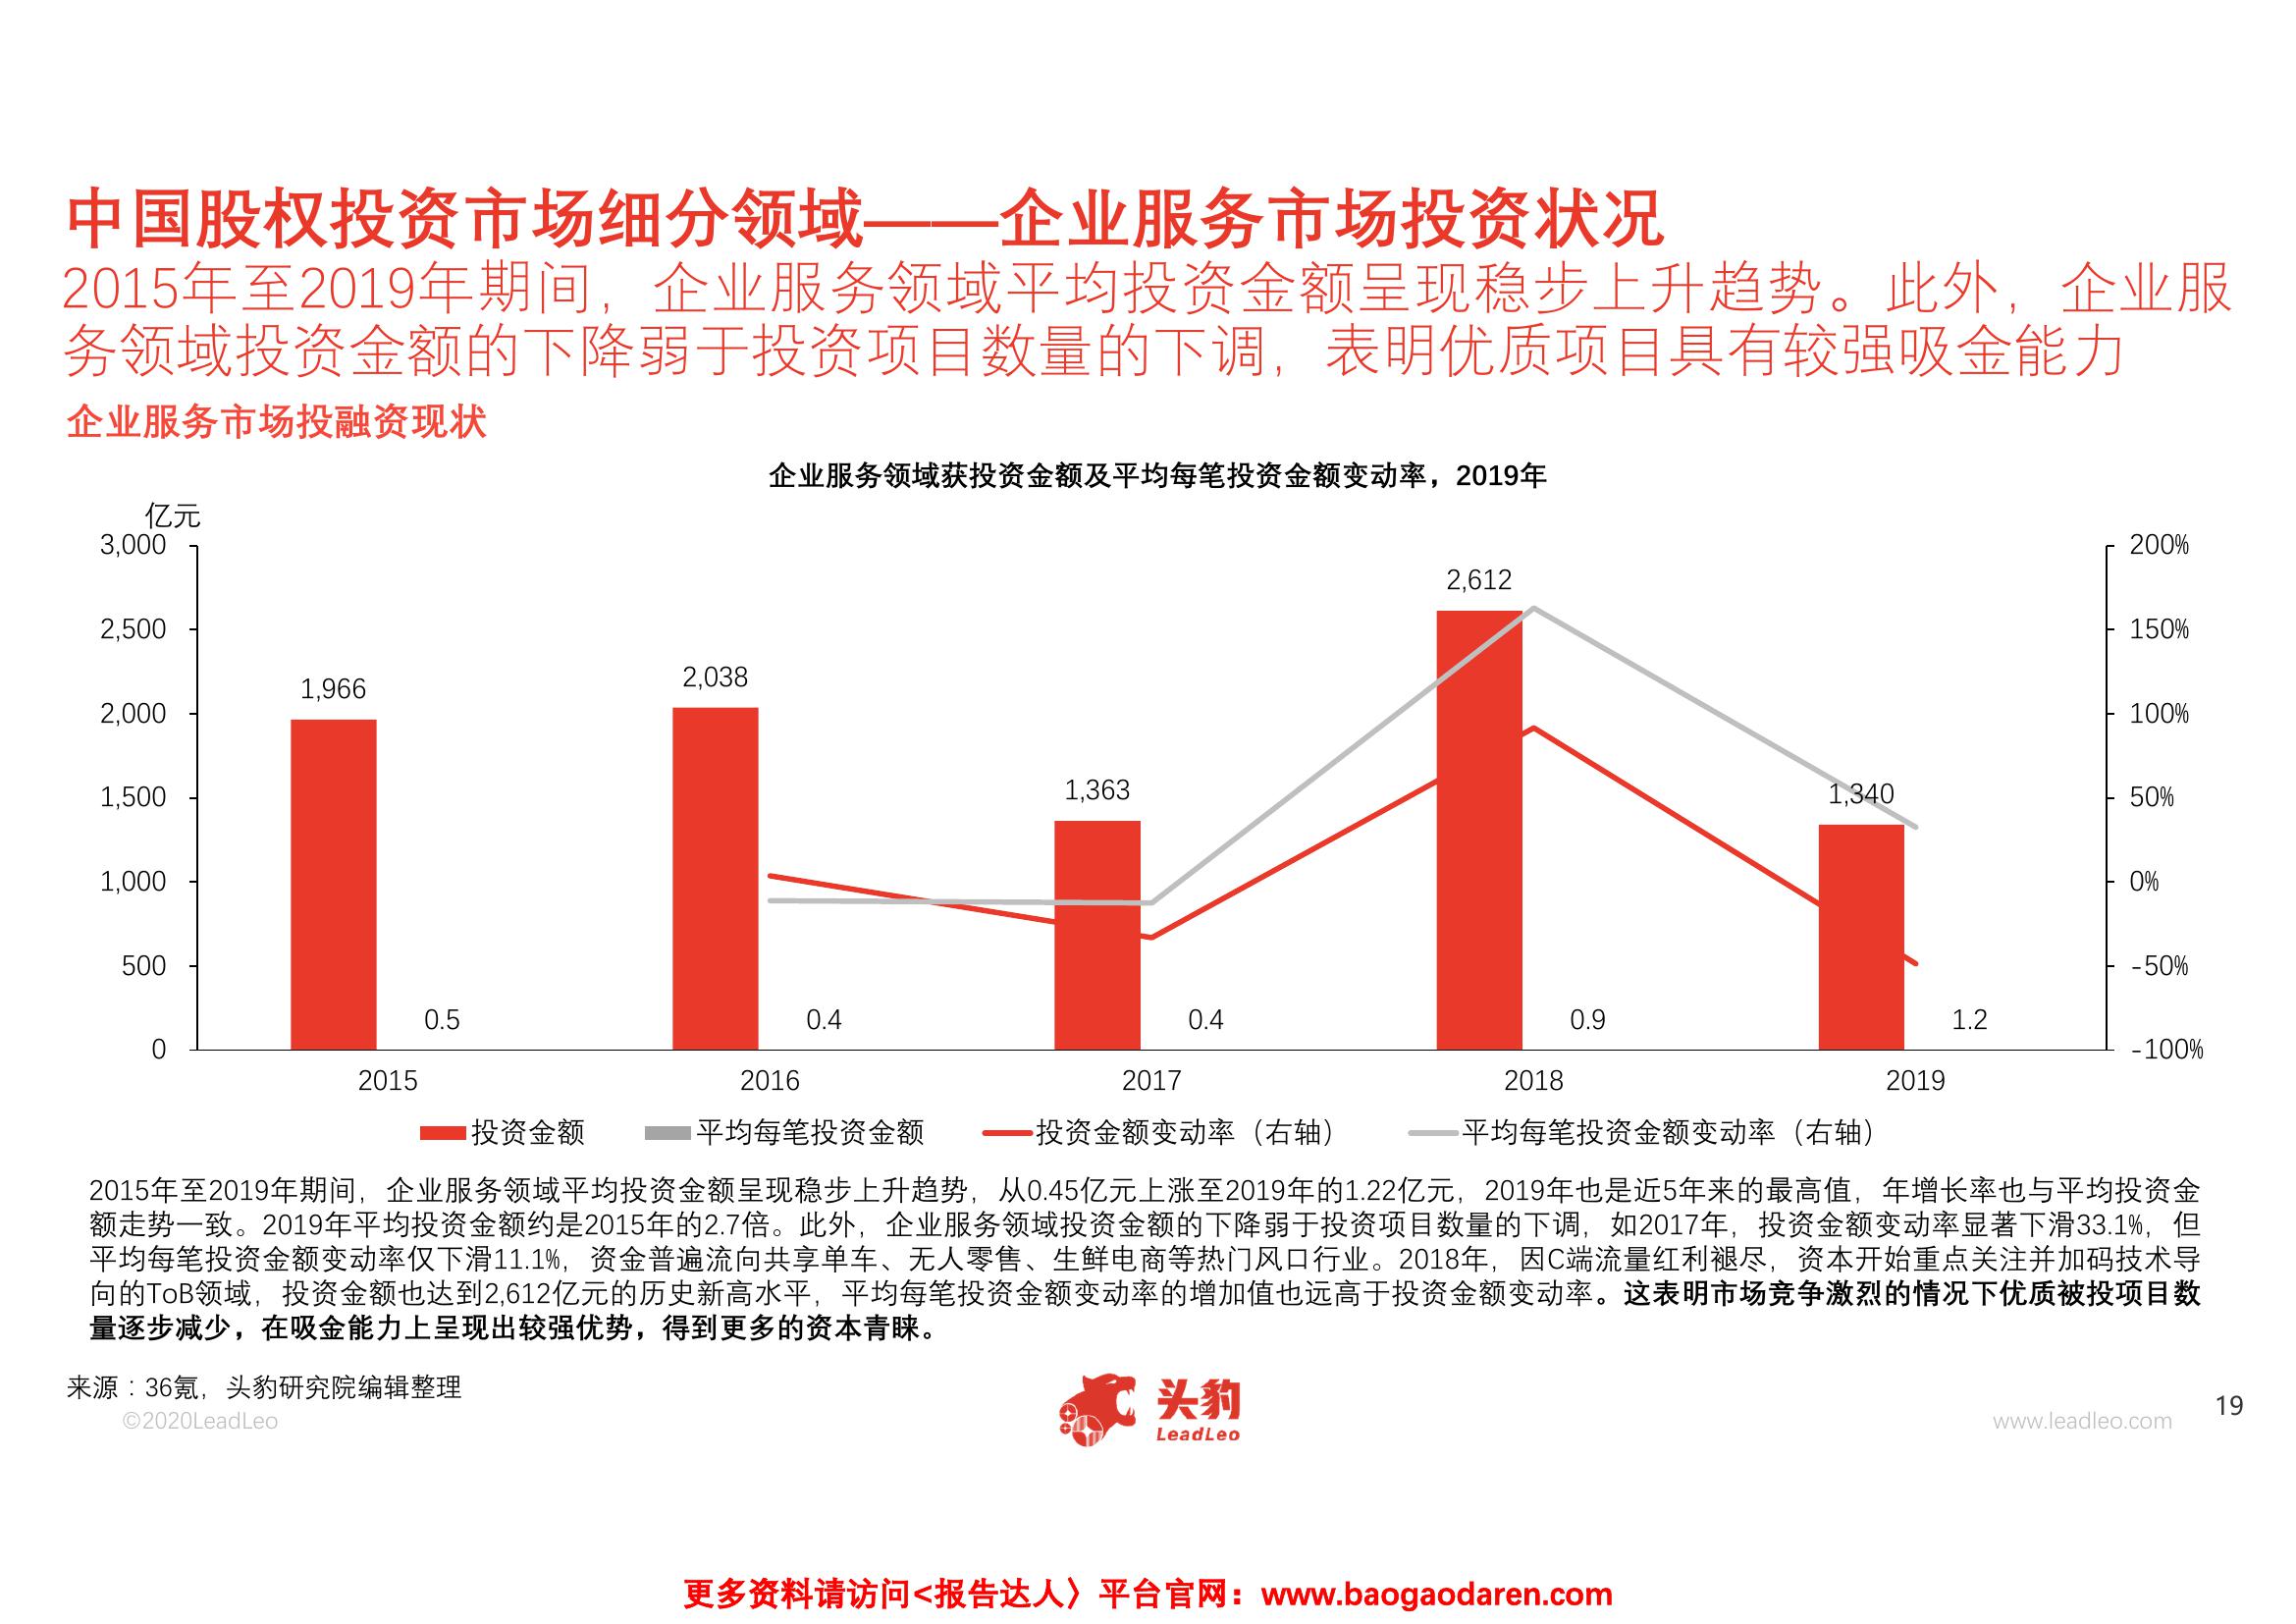 中国股权投资市场细分领域——企业服务市场投资状况
2015年至2019年期间，企业服务领域平均投资金额呈现稳步上升趋势。此外，企业服
务领域投资金额的下降弱于投资项目数量的下调，表明优质项目具有较强吸金能力
企业服务市场投融资现状
企业服务领域获投资金额及平均每笔投资金额变动率，2019年
亿元
3,000
2,500
2,000
1,500
1,000
500
0
200%
150%
100%
50%
0%
-50%
-100%
1,966
2,038
1,363
2,612
1,340
0.5
0.4
0.4
0.9
1.2
2015
2016
2017
2018
2019
投资金额
平均每笔投资金额
投资金额变动率（右轴）
平均每笔投资金额变动率（右轴）
2015年至2019年期间，企业服务领域平均投资金额呈现稳步上升趋势，从0.45亿元上涨至2019年的1.22亿元，2019年也是近5年来的最高值，年增长率也与平均投资金
额走势一致。2019年平均投资金额约是2015年的2.7倍。此外，企业服务领域投资金额的下降弱于投资项目数量的下调，如2017年，投资金额变动率显著下滑33.1%，但
平均每笔投资金额变动率仅下滑11.1%，资金普遍流向共享单车、无人零售、生鲜电商等热门风口行业。2018年，因C端流量红利褪尽，资本开始重点关注并加码技术导
向的ToB领域，投资金额也达到2,612亿元的历史新高水平，平均每笔投资金额变动率的增加值也远高于投资金额变动率。这表明市场竞争激烈的情况下优质被投项目数
量逐步减少，在吸金能力上呈现出较强优势，得到更多的资本青睐。
来源：36氪，头豹研究院编辑整理
©2020LeadLeo
头豹
LeadLeo
www.leadleo.com
19
更多资料请访问<报告达人〉平台官网：www.baogaodaren.com